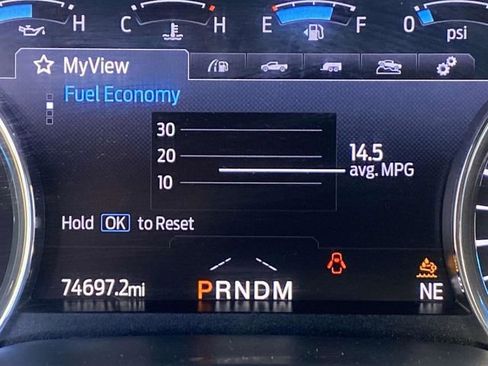 H C H E F 0
psi
MyView
Fuel Economy
30
20
10
14.5
avg. MPG
Hold OK to Reset
74697.2mi PRNDM NE